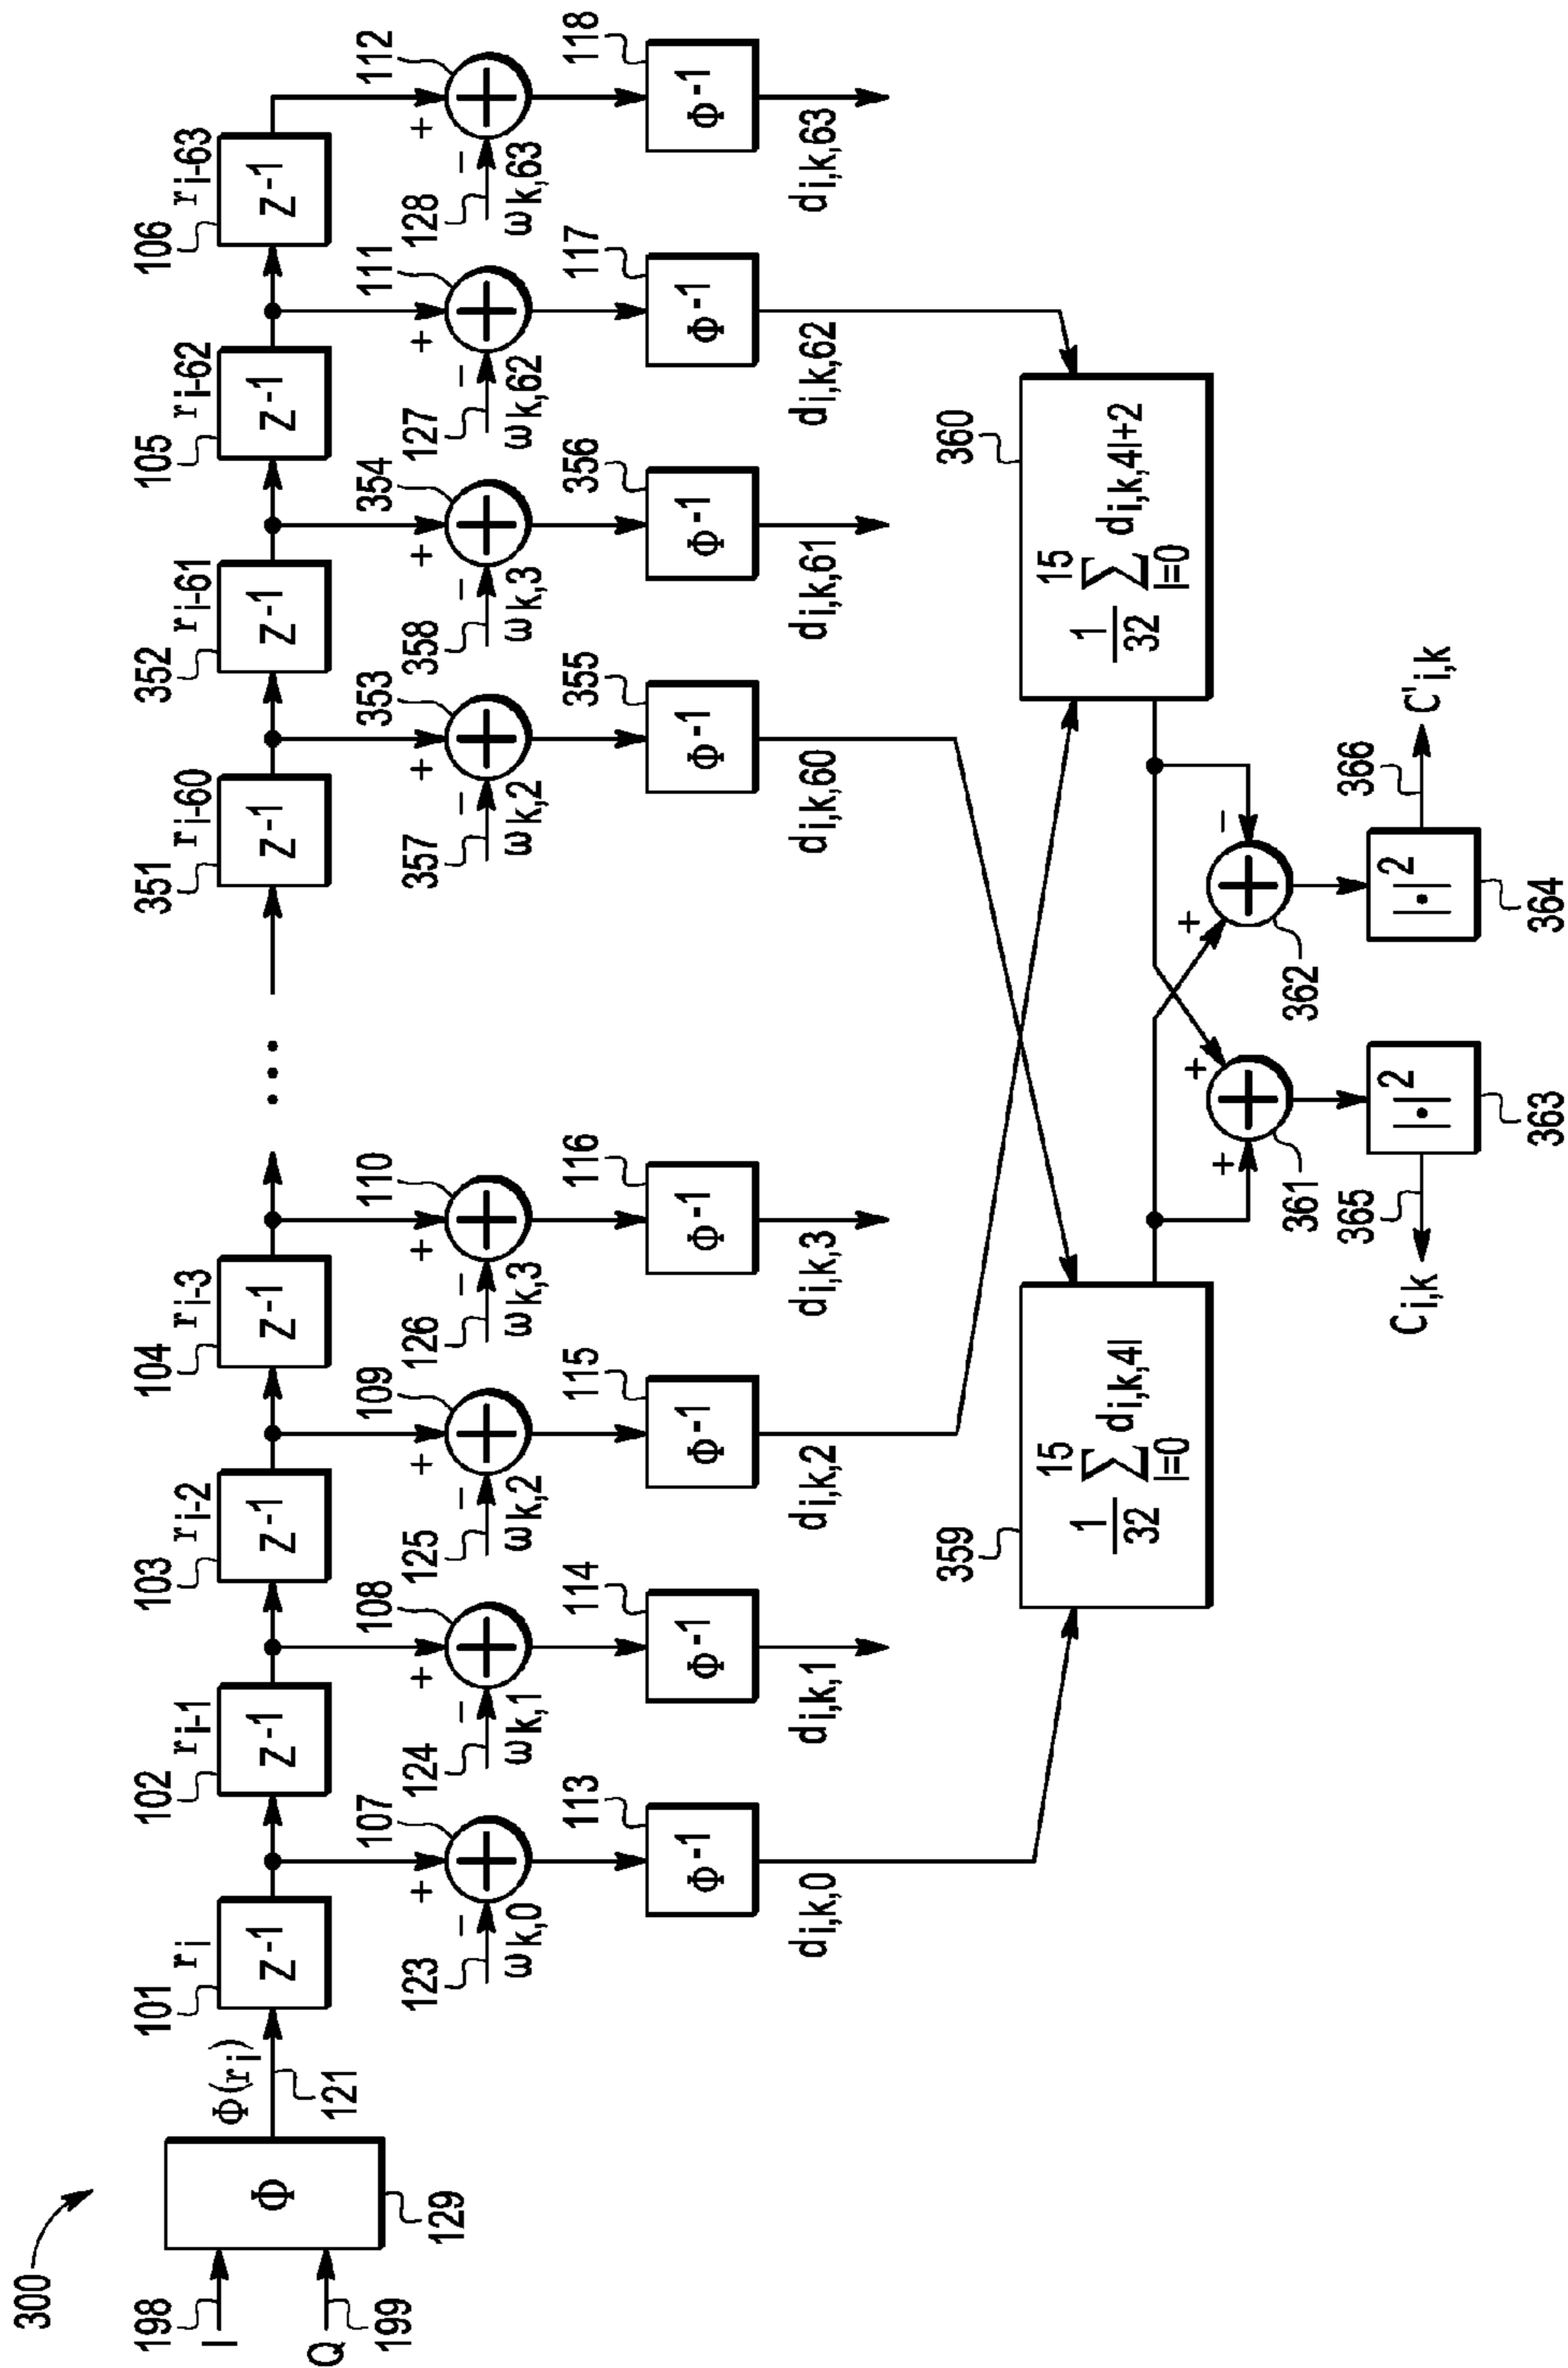 300
198
I
Q
199
Φ
129
Φ(ri)
121
101 ri
Z-1
102 ri-1
Z-1
103 ri-2
Z-1
104 ri-3
Z-1
...
351 ri-60
Z-1
352 ri-61
Z-1
105 ri-62
Z-1
106 ri-63
Z-1
107
+
+
-
123
ωk,0
108
+
+
-
124
ωk,1
109
+
+
-
125
ωk,2
110
+
+
-
126
ωk,3
353
+
+
-
357
ωk,2
354
+
+
-
358
ωk,3
111
+
+
-
127
ωk,62
112
+
+
-
128
ωk,63
113
Φ-1
114
Φ-1
115
Φ-1
116
Φ-1
355
Φ-1
356
Φ-1
117
Φ-1
118
Φ-1
di,k,0
di,k,1
di,k,2
di,k,3
di,k,60
di,k,61
di,k,62
di,k,63
359
1/32 15 ∑ l=0 di,k,4l
360
1/32 15 ∑ l=0 di,k,4l+2
+
+
+
361
+
-
+
362
Ci,k
365
|•|2
363
|•|2
364
366
C'i,k